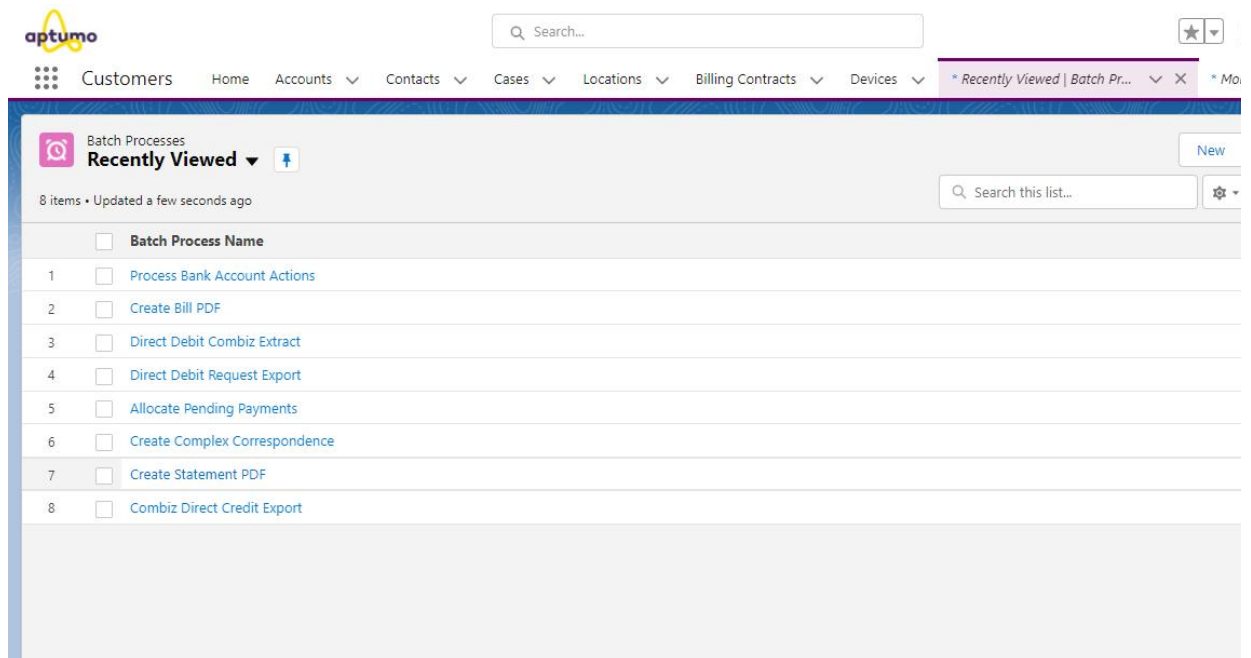 aptumo
Search...
Customers Home Accounts Contacts Cases Locations Billing Contracts Devices * Recently Viewed | Batch Pr... * Mo
Batch Processes
Recently Viewed
New
8 items • Updated a few seconds ago
Search this list...
Batch Process Name
1 Process Bank Account Actions
2 Create Bill PDF
3 Direct Debit Combiz Extract
4 Direct Debit Request Export
5 Allocate Pending Payments
6 Create Complex Correspondence
7 Create Statement PDF
8 Combiz Direct Credit Export